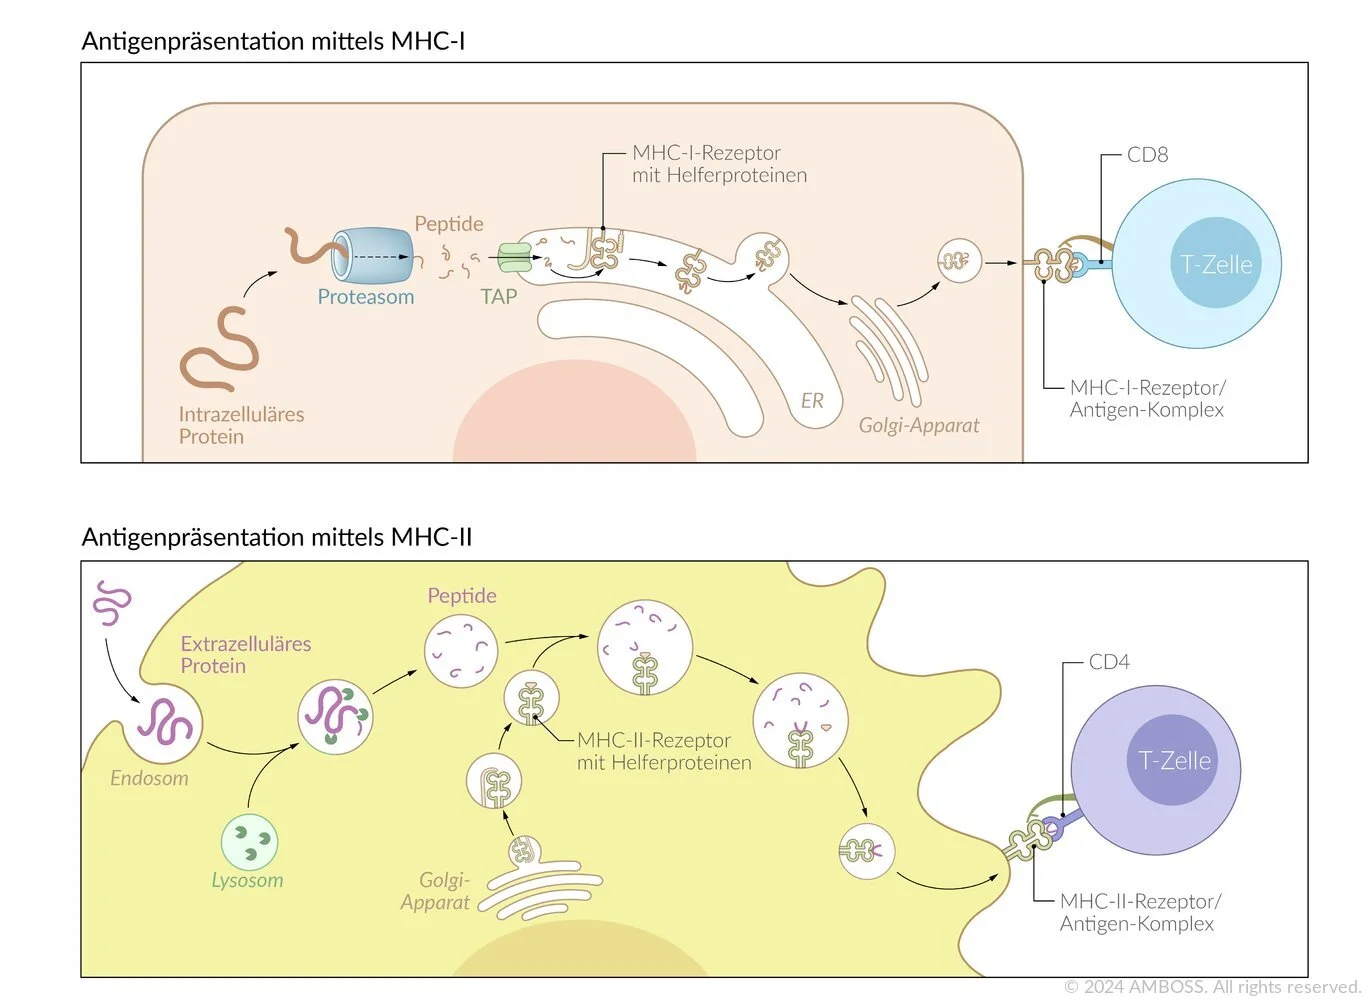 Antigenpräsentation mittels MHC-I
MHC-I-Rezeptor
mit Helferproteinen
CD8
Peptide
Proteasom
TAP
T-Zelle
Intrazelluläres
Protein
ER
Golgi-Apparat
MHC-I-Rezeptor/
Antigen-Komplex
Antigenpräsentation mittels MHC-II
Peptide
Extrazelluläres
Protein
CD4
MHC-II-Rezeptor
mit Helferproteinen
T-Zelle
Endosom
Lysosom
Golgi-
Apparat
MHC-II-Rezeptor/
Antigen-Komplex
© 2024 AMBOSS. All rights reserved.